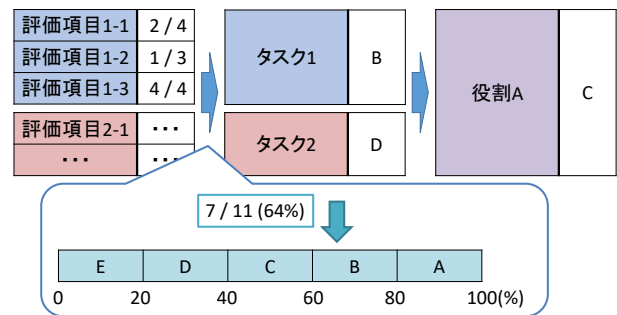 評価項目1-1 2 / 4
評価項目1-2 1 / 3
評価項目1-3 4 / 4
評価項目2-1 ・・・
・・・ ・・・
タスク1 B
タスク2 D
役割A C
7 / 11 (64%)
E D C B A
0 20 40 60 80 100(%)